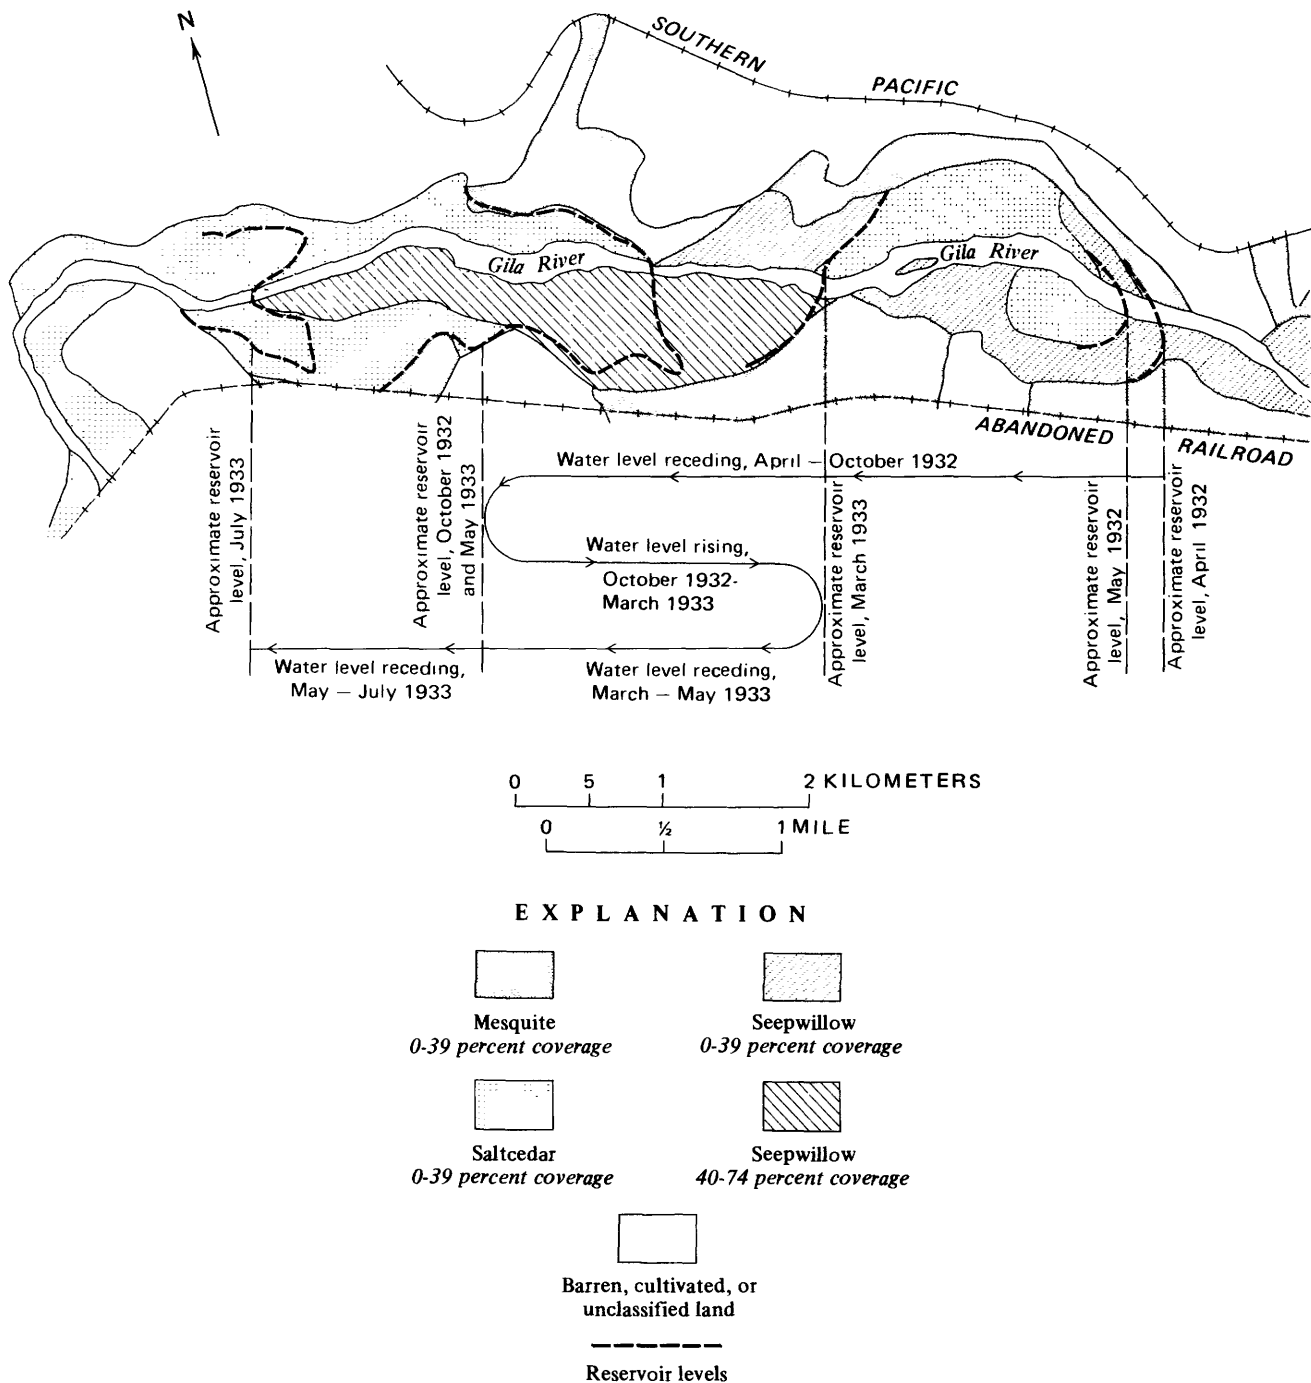 N
SOUTHERN
PACIFIC
Gila River
Gila River
ABANDONED
RAILROAD
Approximate reservoir
level, July 1933
Approximate reservoir
level, October 1932
and May 1933
Water level receding, April – October 1932
Water level rising,
October 1932-
March 1933
Water level receding,
May – July 1933
Water level receding,
March – May 1933
Approximate reservoir
level, March 1933
Approximate reservoir
level, May 1932
Approximate reservoir
level, April 1932
0 5 1 2 KILOMETERS
0 ½ 1 MILE
EXPLANATION
Mesquite
0-39 percent coverage
Seepwillow
0-39 percent coverage
Saltcedar
0-39 percent coverage
Seepwillow
40-74 percent coverage
Barren, cultivated, or
unclassified land
Reservoir levels